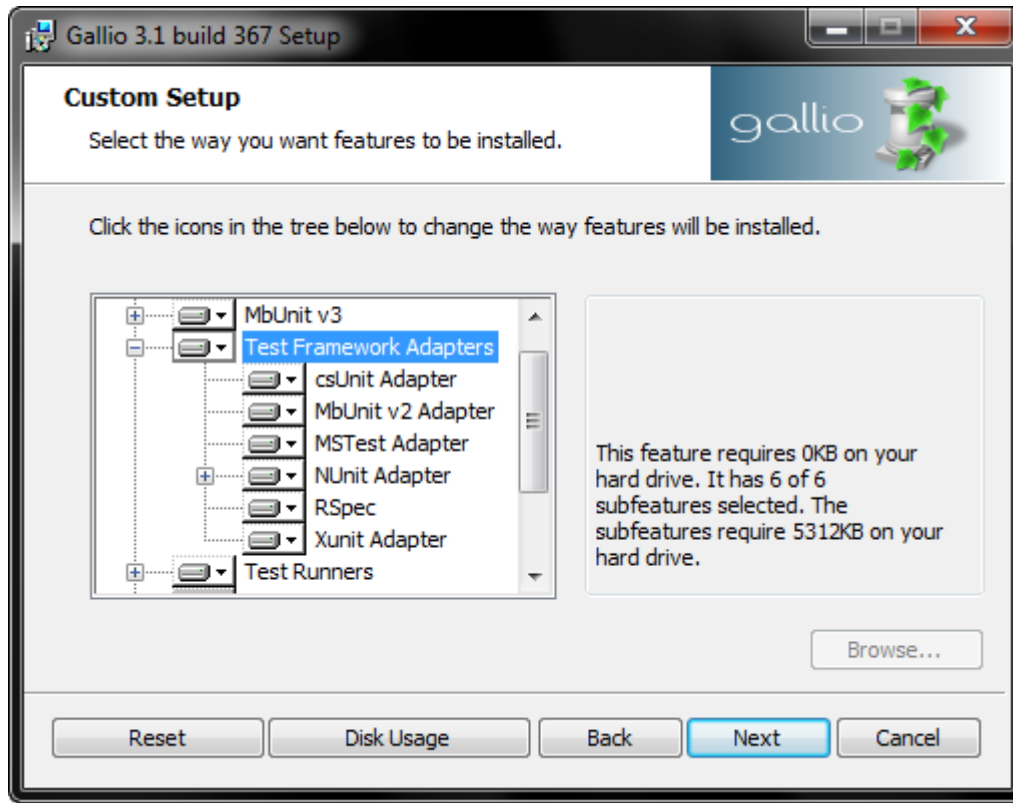 Gallio 3.1 build 367 Setup
Custom Setup
Select the way you want features to be installed.
gallio
Click the icons in the tree below to change the way features will be installed.
MbUnit v3
Test Framework Adapters
csUnit Adapter
MbUnit v2 Adapter
MSTest Adapter
NUnit Adapter
RSpec
Xunit Adapter
Test Runners
This feature requires 0KB on your
hard drive. It has 6 of 6
subfeatures selected. The
subfeatures require 5312KB on your
hard drive.
Browse...
Reset
Disk Usage
Back
Next
Cancel